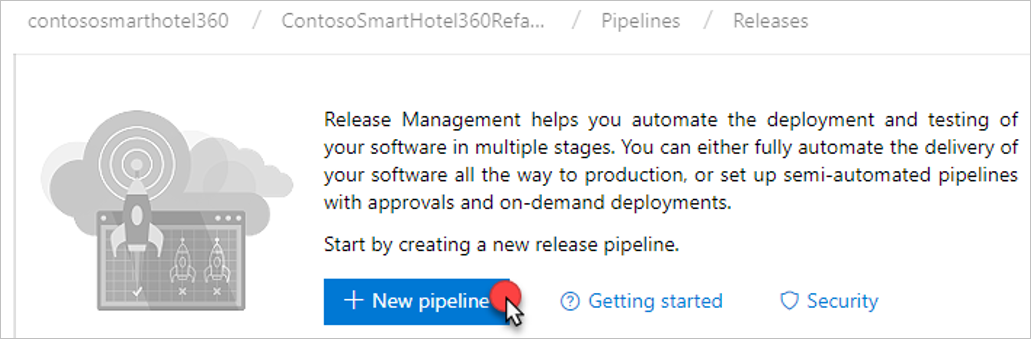 contososmarthotel360 / ContosoSmartHotel360Refa... / Pipelines / Releases
Release Management helps you automate the deployment and testing of
your software in multiple stages. You can either fully automate the delivery of
your software all the way to production, or set up semi-automated pipelines
with approvals and on-demand deployments.
Start by creating a new release pipeline.
+ New pipeline Getting started Security